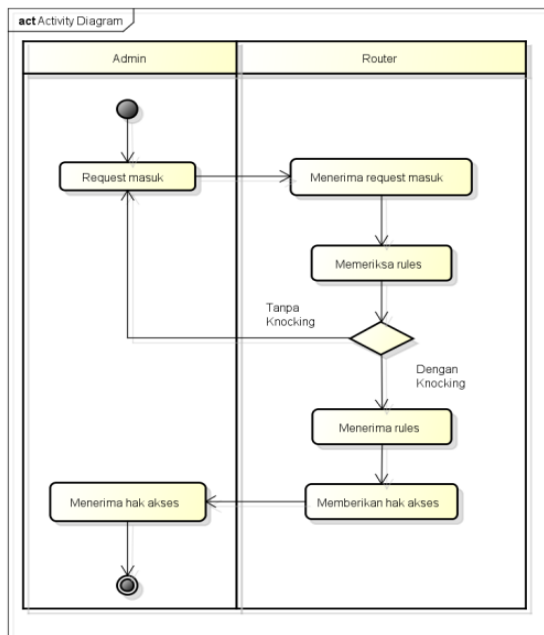 act Activity Diagram
Admin
Router
Request masuk
Menerima request masuk
Memeriksa rules
Tanpa
Knocking
Dengan
Knocking
Menerima rules
Menerima hak akses
Memberikan hak akses